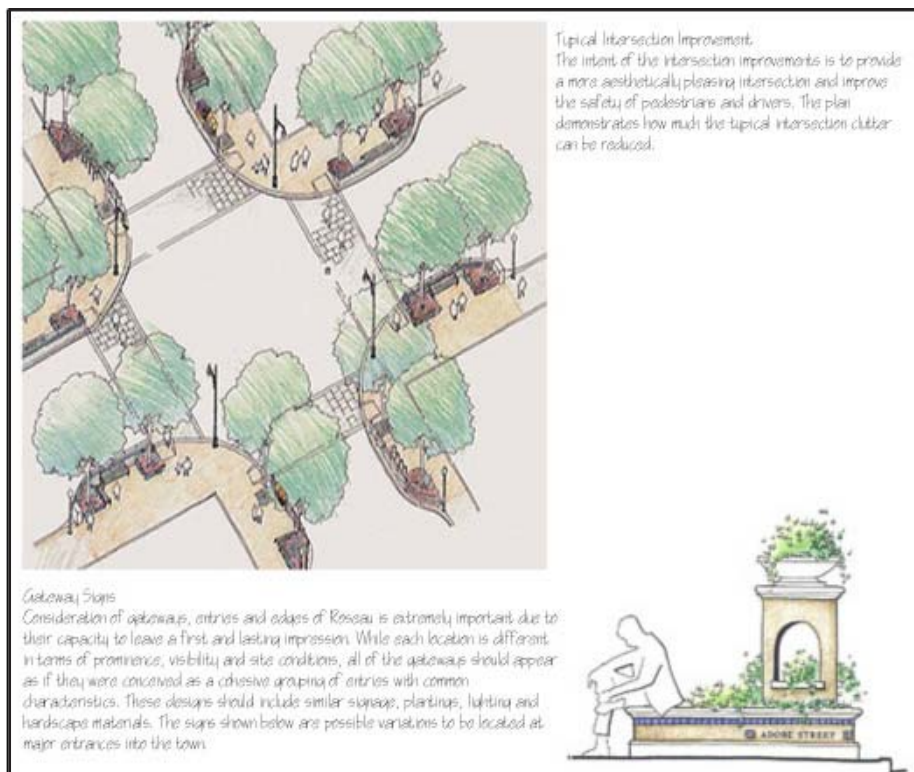 Typical Intersection Improvement
The intent of the intersection improvements is to provide
a more aesthetically pleasing intersection and improve
the safety of pedestrians and drivers. The plan
demonstrates how much the typical intersection clutter
can be reduced.
Gateway Signs
Consideration of gateways, entries and edges of Roseau is extremely important due to
their capacity to leave a first and lasting impression. While each location is different
in terms of prominence, visibility and site conditions, all of the gateways should appear
as if they were conceived as a cohesive grouping of entries with common
characteristics. These designs should include similar signage, plantings, lighting and
hardscape materials. The signs shown below are possible variations to be located at
major entrances into the town.
ADOBE STREET